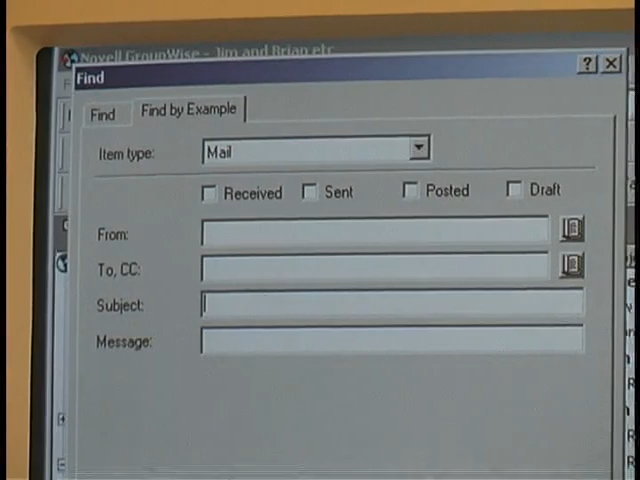 Novell GroupWise - Jim and Brian etc
Find
Find
Find by Example
Item type:
Mail
Received
Sent
Posted
Draft
From:
To, CC:
Subject:
Message: